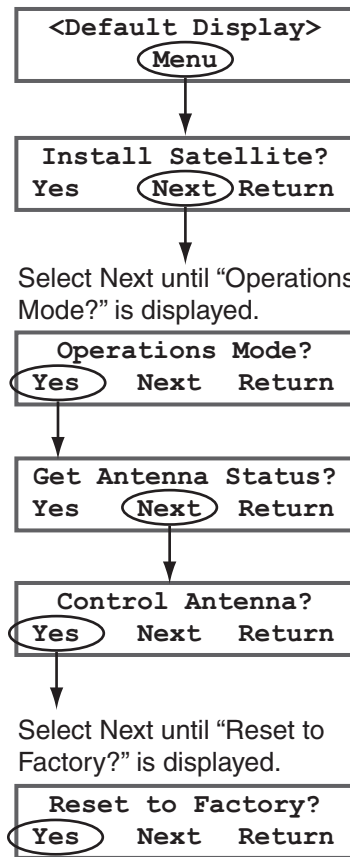 <Default Display>
Menu
Install Satellite?
Yes Next Return
Select Next until “Operations
Mode?” is displayed.
Operations Mode?
Yes Next Return
Get Antenna Status?
Yes Next Return
Control Antenna?
Yes Next Return
Select Next until “Reset to
Factory?” is displayed.
Reset to Factory?
Yes Next Return